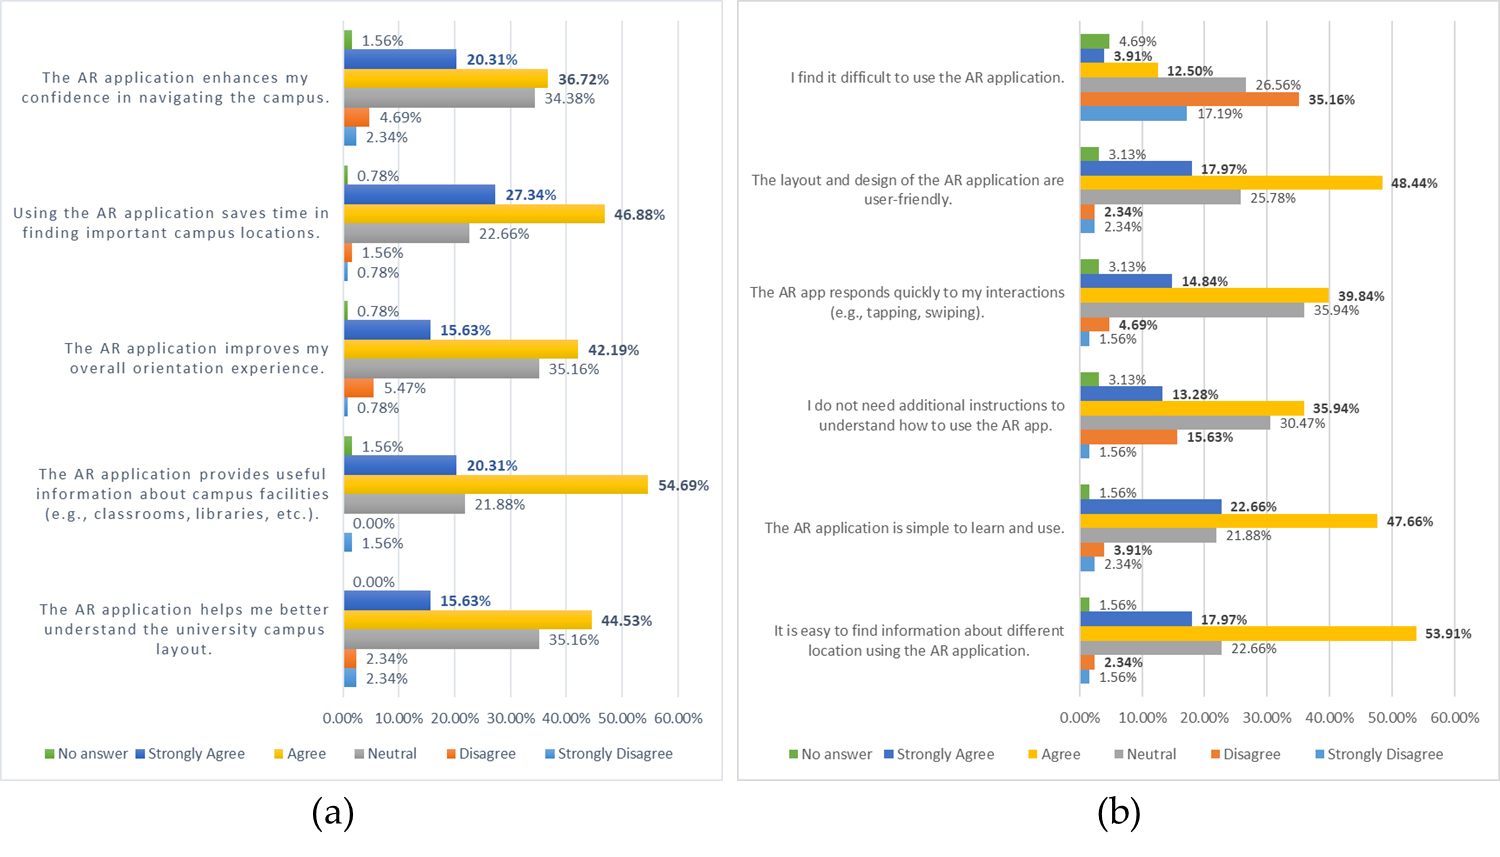 1.56%
20.31%
The AR application enhances my
confidence in navigating the campus.
36.72%
34.38%
4.69%
2.34%
0.78%
27.34%
Using the AR application saves time in
finding important campus locations.
46.88%
22.66%
1.56%
0.78%
0.78%
15.63%
The AR application improves my
overall orientation experience.
42.19%
35.16%
5.47%
0.78%
1.56%
20.31%
The AR application provides useful
information about campus facilities
(e.g., classrooms, libraries, etc.).
54.69%
21.88%
0.00%
1.56%
0.00%
15.63%
The AR application helps me better
understand the university campus
layout.
44.53%
35.16%
2.34%
2.34%
0.00% 10.00% 20.00% 30.00% 40.00% 50.00% 60.00%
No answer Strongly Agree Agree Neutral Disagree Strongly Disagree
(a)
4.69%
3.91%
I find it difficult to use the AR application.
12.50%
26.56%
35.16%
17.19%
3.13%
17.97%
The layout and design of the AR application are
user-friendly.
48.44%
25.78%
2.34%
2.34%
3.13%
14.84%
The AR app responds quickly to my interactions
(e.g., tapping, swiping).
39.84%
35.94%
4.69%
1.56%
3.13%
13.28%
I do not need additional instructions to
understand how to use the AR app.
35.94%
30.47%
15.63%
1.56%
1.56%
22.66%
The AR application is simple to learn and use.
47.66%
21.88%
3.91%
2.34%
1.56%
17.97%
It is easy to find information about different
location using the AR application.
53.91%
22.66%
2.34%
1.56%
0.00% 10.00% 20.00% 30.00% 40.00% 50.00% 60.00%
No answer Strongly Agree Agree Neutral Disagree Strongly Disagree
(b)